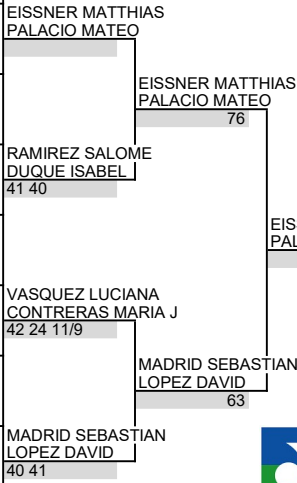 EISSNER MATTHIAS
PALACIO MATEO
EISSNER MATTHIAS
PALACIO MATEO
76
RAMIREZ SALOME
DUQUE ISABEL
41 40
VASQUEZ LUCIANA
CONTRERAS MARIA J
42 24 11/9
MADRID SEBASTIAN
LOPEZ DAVID
63
MADRID SEBASTIAN
LOPEZ DAVID
40 41